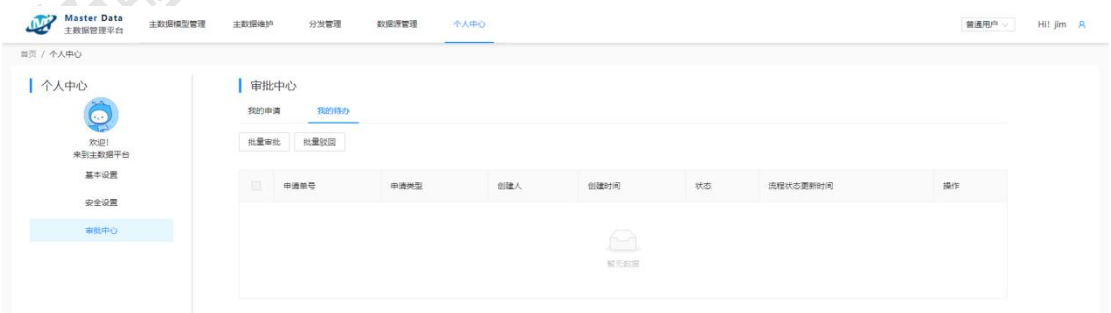 Master Data
主数据管理平台
主数据模型管理 主数据维护 分发管理 数据源管理 个人中心
普通用户 Hi! jim
首页 / 个人中心
个人中心
欢迎!
来到主数据平台
基本设置
安全设置
审批中心
审批中心
我的申请 我的待办
批量审批 批量驳回
申请单号 申请类型 创建人 创建时间 状态 流程状态更新时间 操作
暂无数据